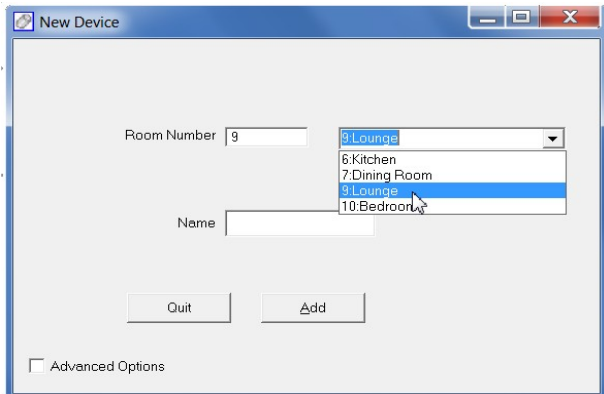 New Device
Room Number 9 9:Lounge
6:Kitchen
7:Dining Room
9:Lounge
10:Bedroom
Name
Quit Add
Advanced Options